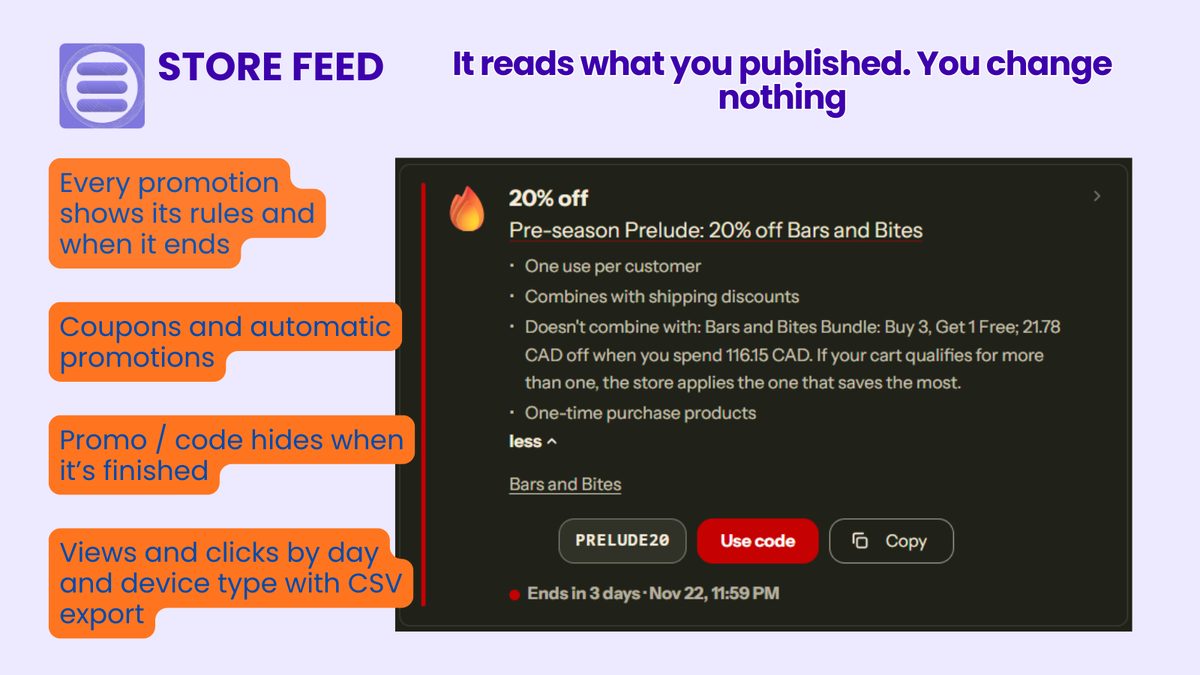 STORE FEED
It reads what you published. You change
nothing
Every promotion
shows its rules and
when it ends
Coupons and automatic
promotions
Promo / code hides when
it's finished
Views and clicks by day
and device type with CSV
export
20% off
Pre-season Prelude: 20% off Bars and Bites
· One use per customer
· Combines with shipping discounts
· Doesn't combine with: Bars and Bites Bundle: Buy 3, Get 1 Free; 21.78
CAD off when you spend 116.15 CAD. If your cart qualifies for more
than one, the store applies the one that saves the most.
· One-time purchase products
less
Bars and Bites
PRELUDE20
Use code
Copy
Ends in 3 days · Nov 22, 11:59 PM